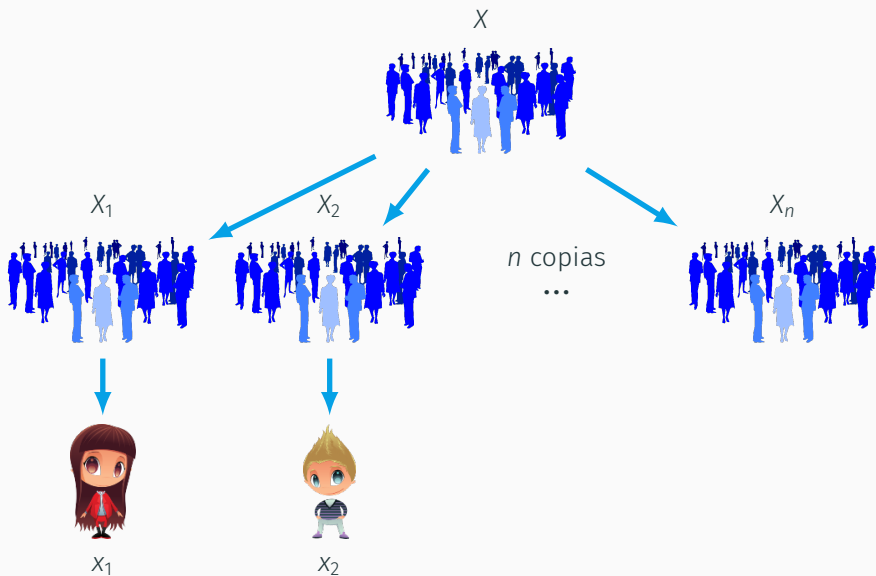 X
X₁
X₂
n copias
...
Xₙ
x₁
x₂